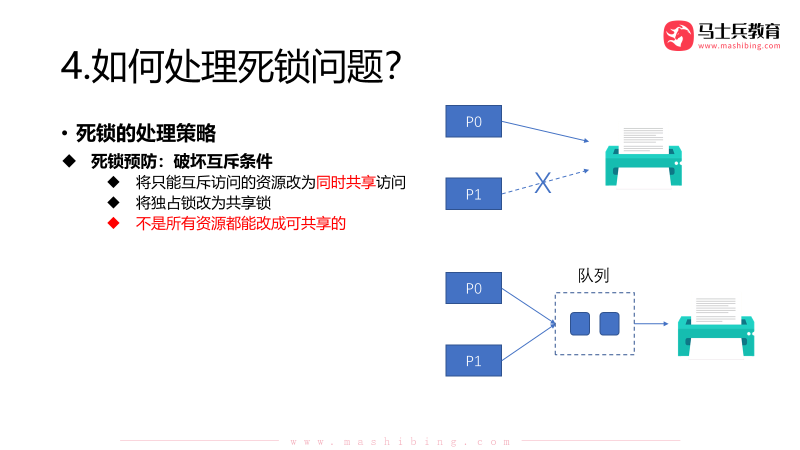 马士兵教育
www.mashibing.com
4.如何处理死锁问题？
• 死锁的处理策略
◆ 死锁预防：破坏互斥条件
◆ 将只能互斥访问的资源改为同时共享访问
◆ 将独占锁改为共享锁
◆ 不是所有资源都能改成可共享的
P0
P1
X
队列
P0
P1
www.mashibing.com